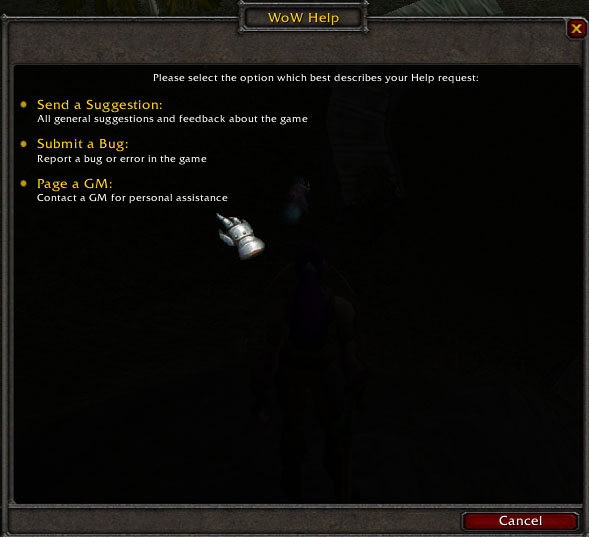 WoW Help
Please select the option which best describes your Help request:
Send a Suggestion:
All general suggestions and feedback about the game
Submit a Bug:
Report a bug or error in the game
Page a GM:
Contact a GM for personal assistance
Cancel